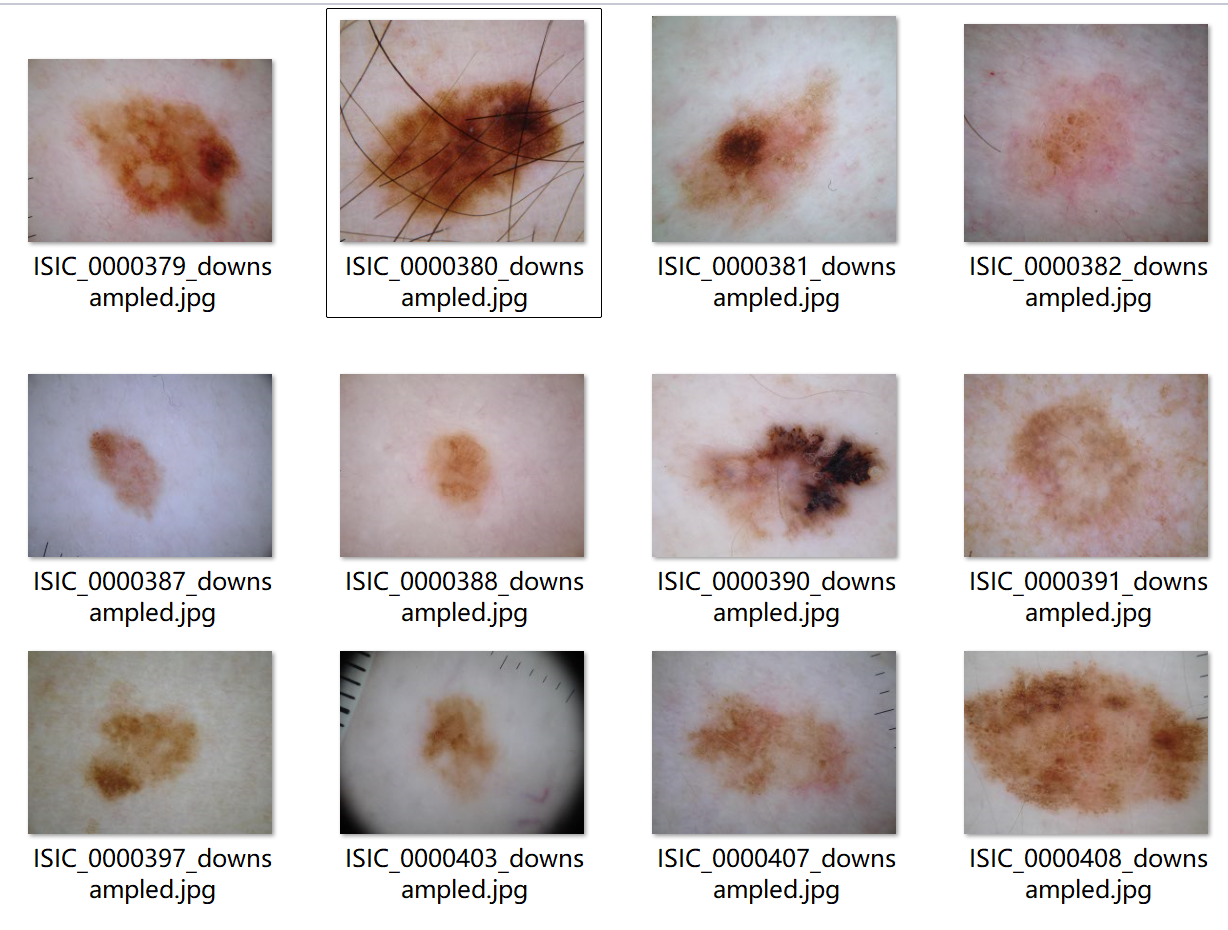 ISIC_0000379_downs
ampled.jpg
ISIC_0000380_downs
ampled.jpg
ISIC_0000381_downs
ampled.jpg
ISIC_0000382_downs
ampled.jpg
ISIC_0000387_downs
ampled.jpg
ISIC_0000388_downs
ampled.jpg
ISIC_0000390_downs
ampled.jpg
ISIC_0000391_downs
ampled.jpg
ISIC_0000397_downs
ampled.jpg
ISIC_0000403_downs
ampled.jpg
ISIC_0000407_downs
ampled.jpg
ISIC_0000408_downs
ampled.jpg